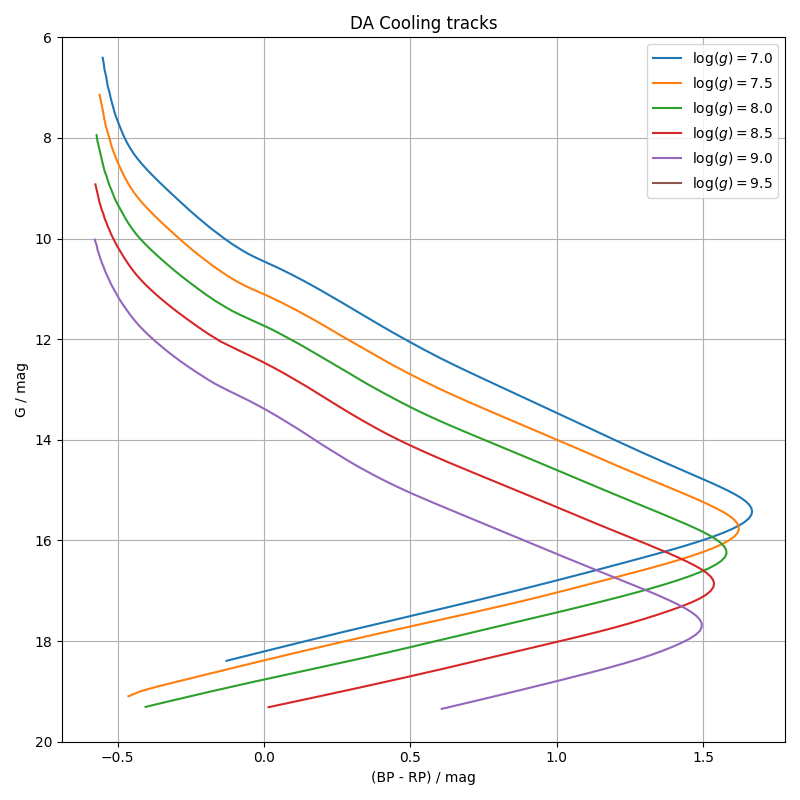 DA Cooling tracks
log(g) = 7.0
log(g) = 7.5
log(g) = 8.0
log(g) = 8.5
log(g) = 9.0
log(g) = 9.5
G / mag
6
8
10
12
14
16
18
20
−0.5 0.0 0.5 1.0 1.5
(BP - RP) / mag